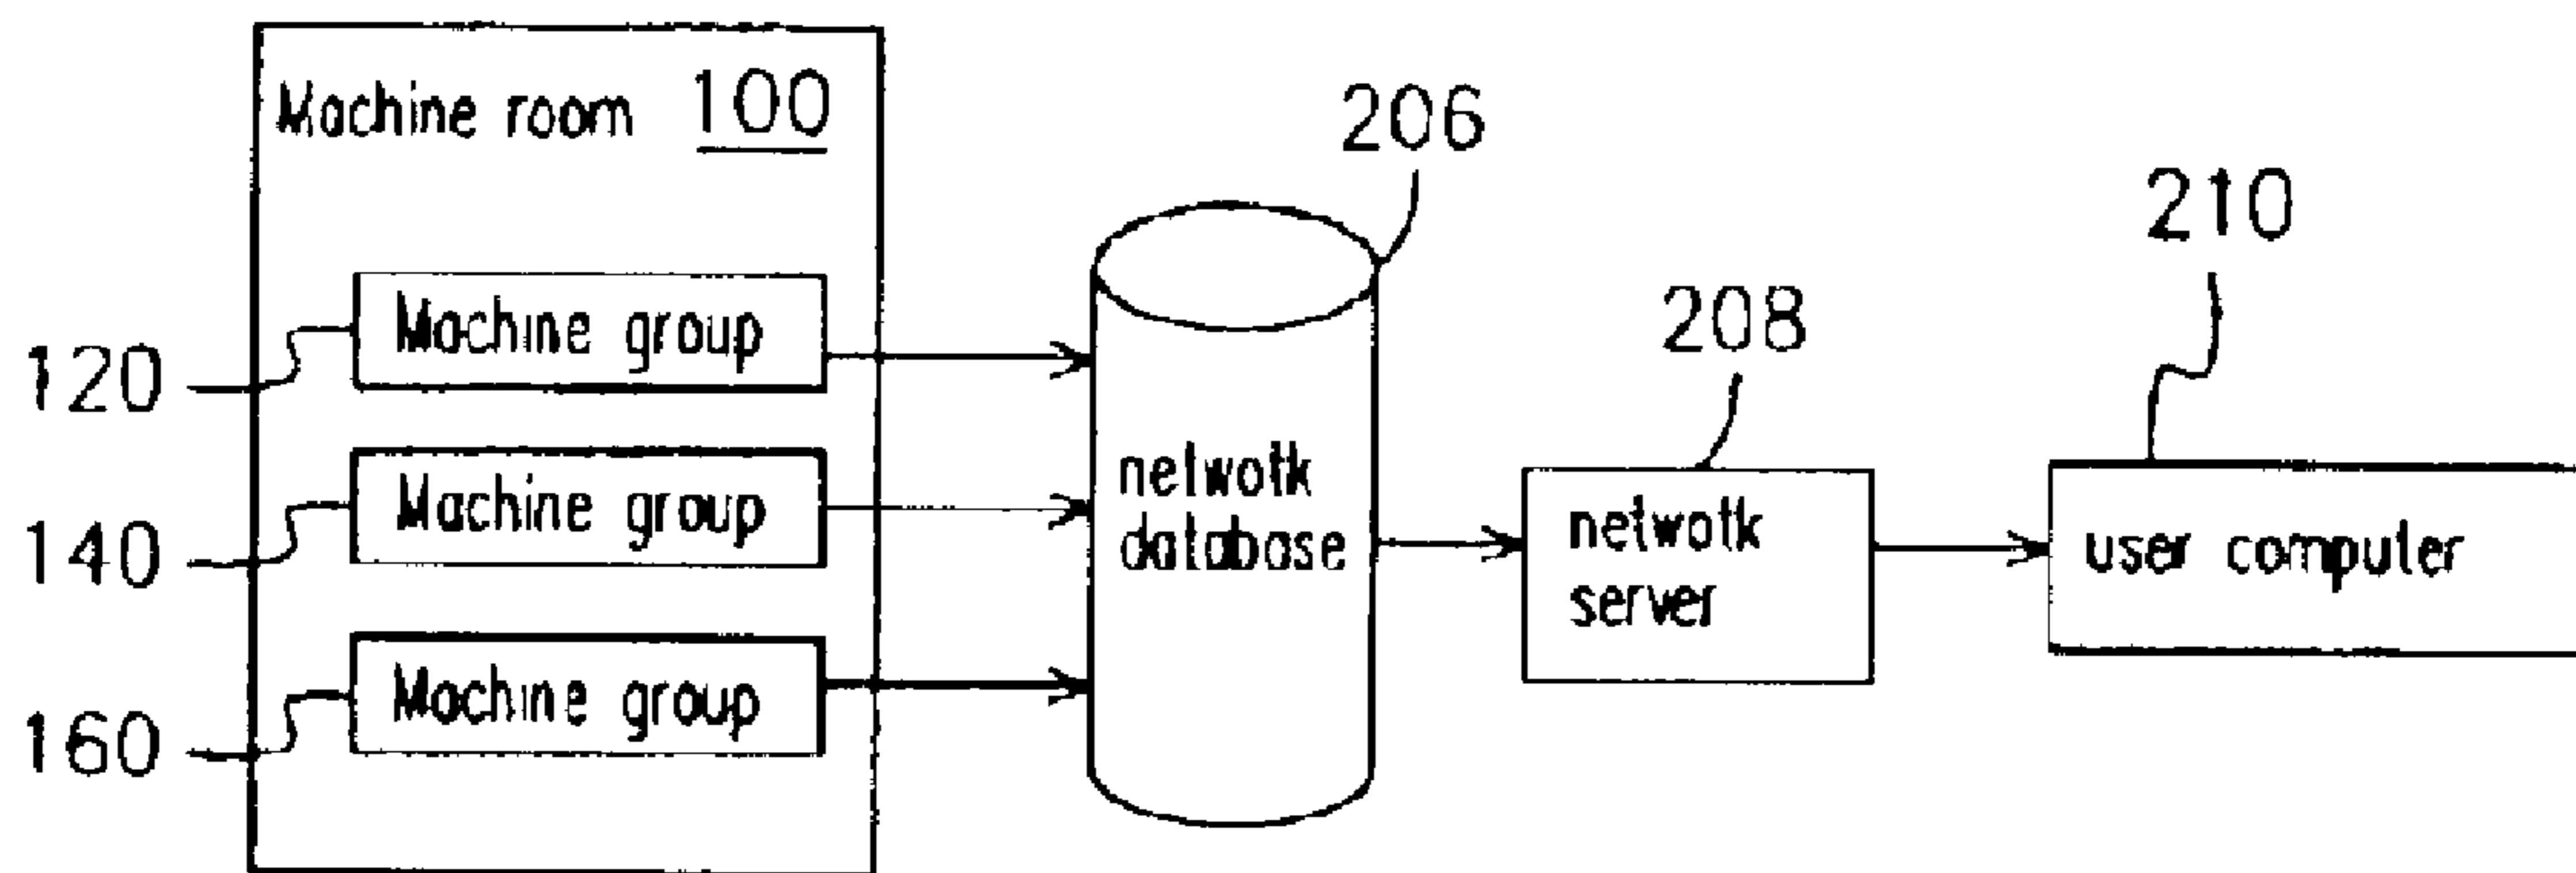 Machine room 100
206
210
208
Machine group
120
Machine group
140
Machine group
160
netwotk
database
netwotk
server
user computer